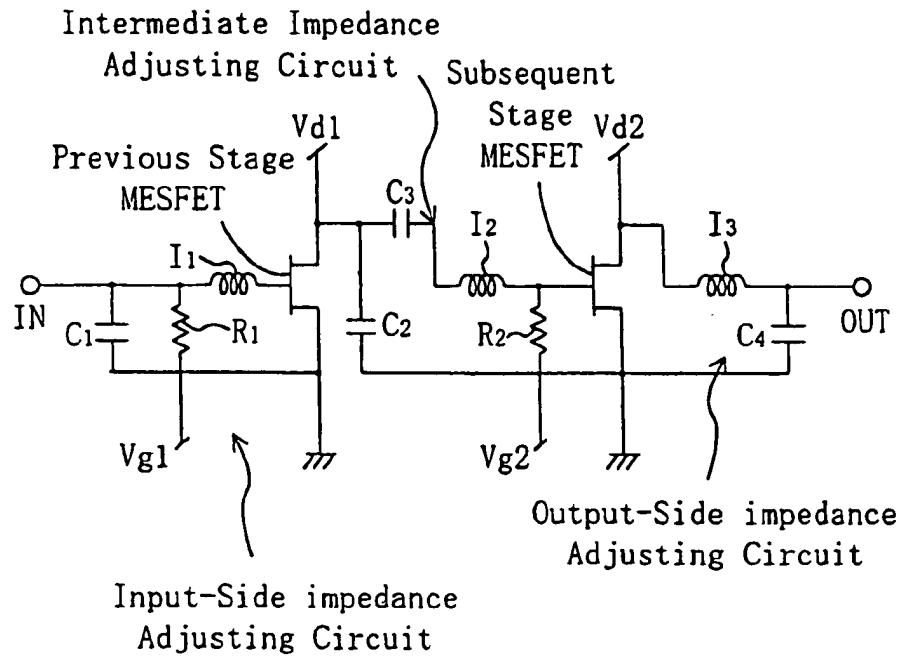 Intermediate Impedance
Adjusting Circuit
Subsequent
Stage
MESFET
Vd1
Vd2
Previous Stage
MESFET
C3
I1
I2
I3
IN
C1
R1
C2
R2
C4
OUT
Vg1
Vg2
Output-Side impedance
Adjusting Circuit
Input-Side impedance
Adjusting Circuit